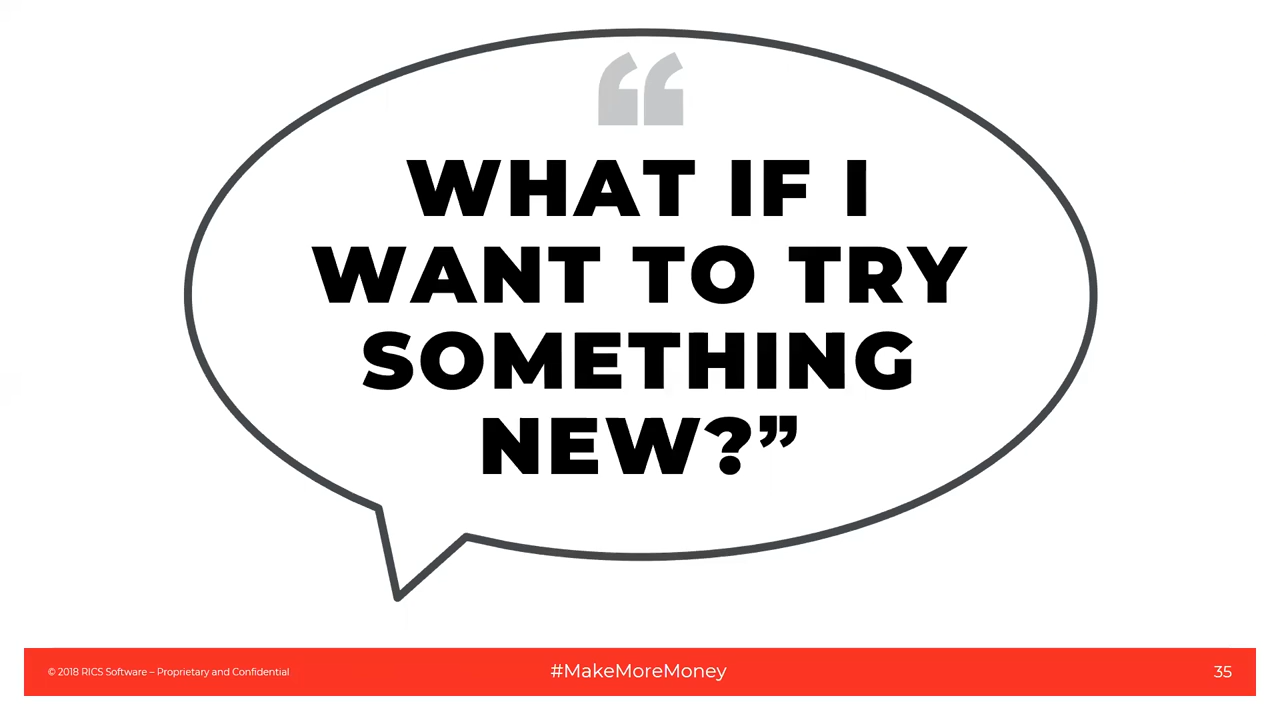 “
WHAT IF I
WANT TO TRY
SOMETHING
NEW?”
© 2018 RICS Software – Proprietary and Confidential
#MakeMoreMoney
35